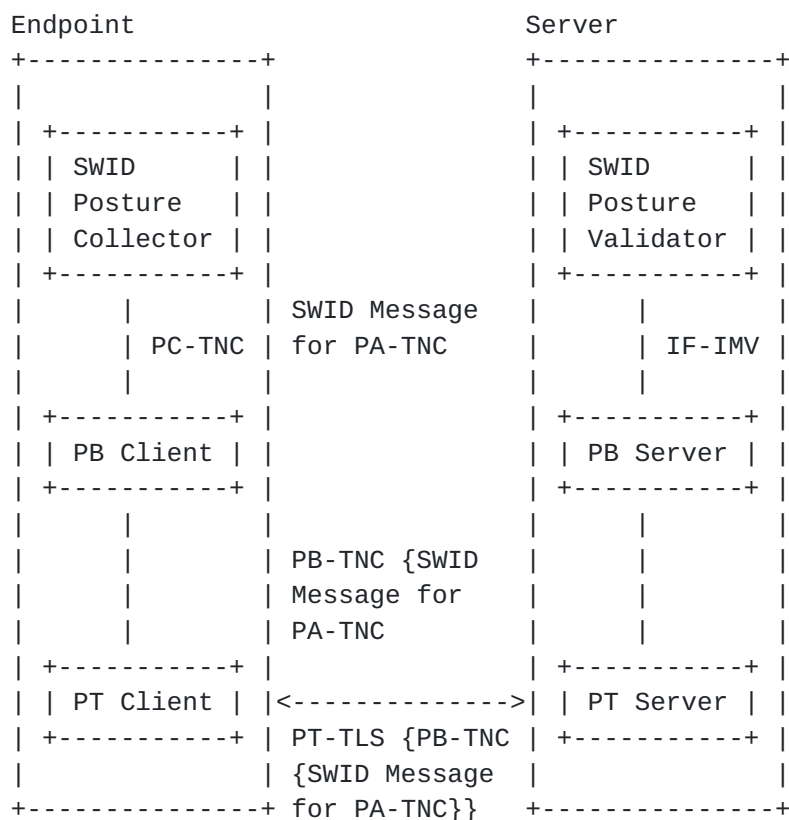 Endpoint                             Server
+---------------+                +---------------+
|               |                |               |
| +-----------+ |                | +-----------+ |
| | SWID      | |                | | SWID      | |
| | Posture   | |                | | Posture   | |
| | Collector | |                | | Validator | |
| +-----------+ |                | +-----------+ |
|      |        | SWID Message   |      |        |
|      | PC-TNC | for PA-TNC     |      | IF-IMV |
|      |        |                |      |        |
| +-----------+ |                | +-----------+ |
| | PB Client | |                | | PB Server | |
| +-----------+ |                | +-----------+ |
|      |        |                |      |        |
|      |        | PB-TNC {SWID   |      |        |
|      |        | Message for    |      |        |
|      |        | PA-TNC         |      |        |
| +-----------+ |                | +-----------+ |
| | PT Client | |<-------------->| | PT Server | |
| +-----------+ | PT-TLS {PB-TNC | +-----------+ |
|               | {SWID Message  |               |
+---------------+ for PA-TNC}}   +---------------+